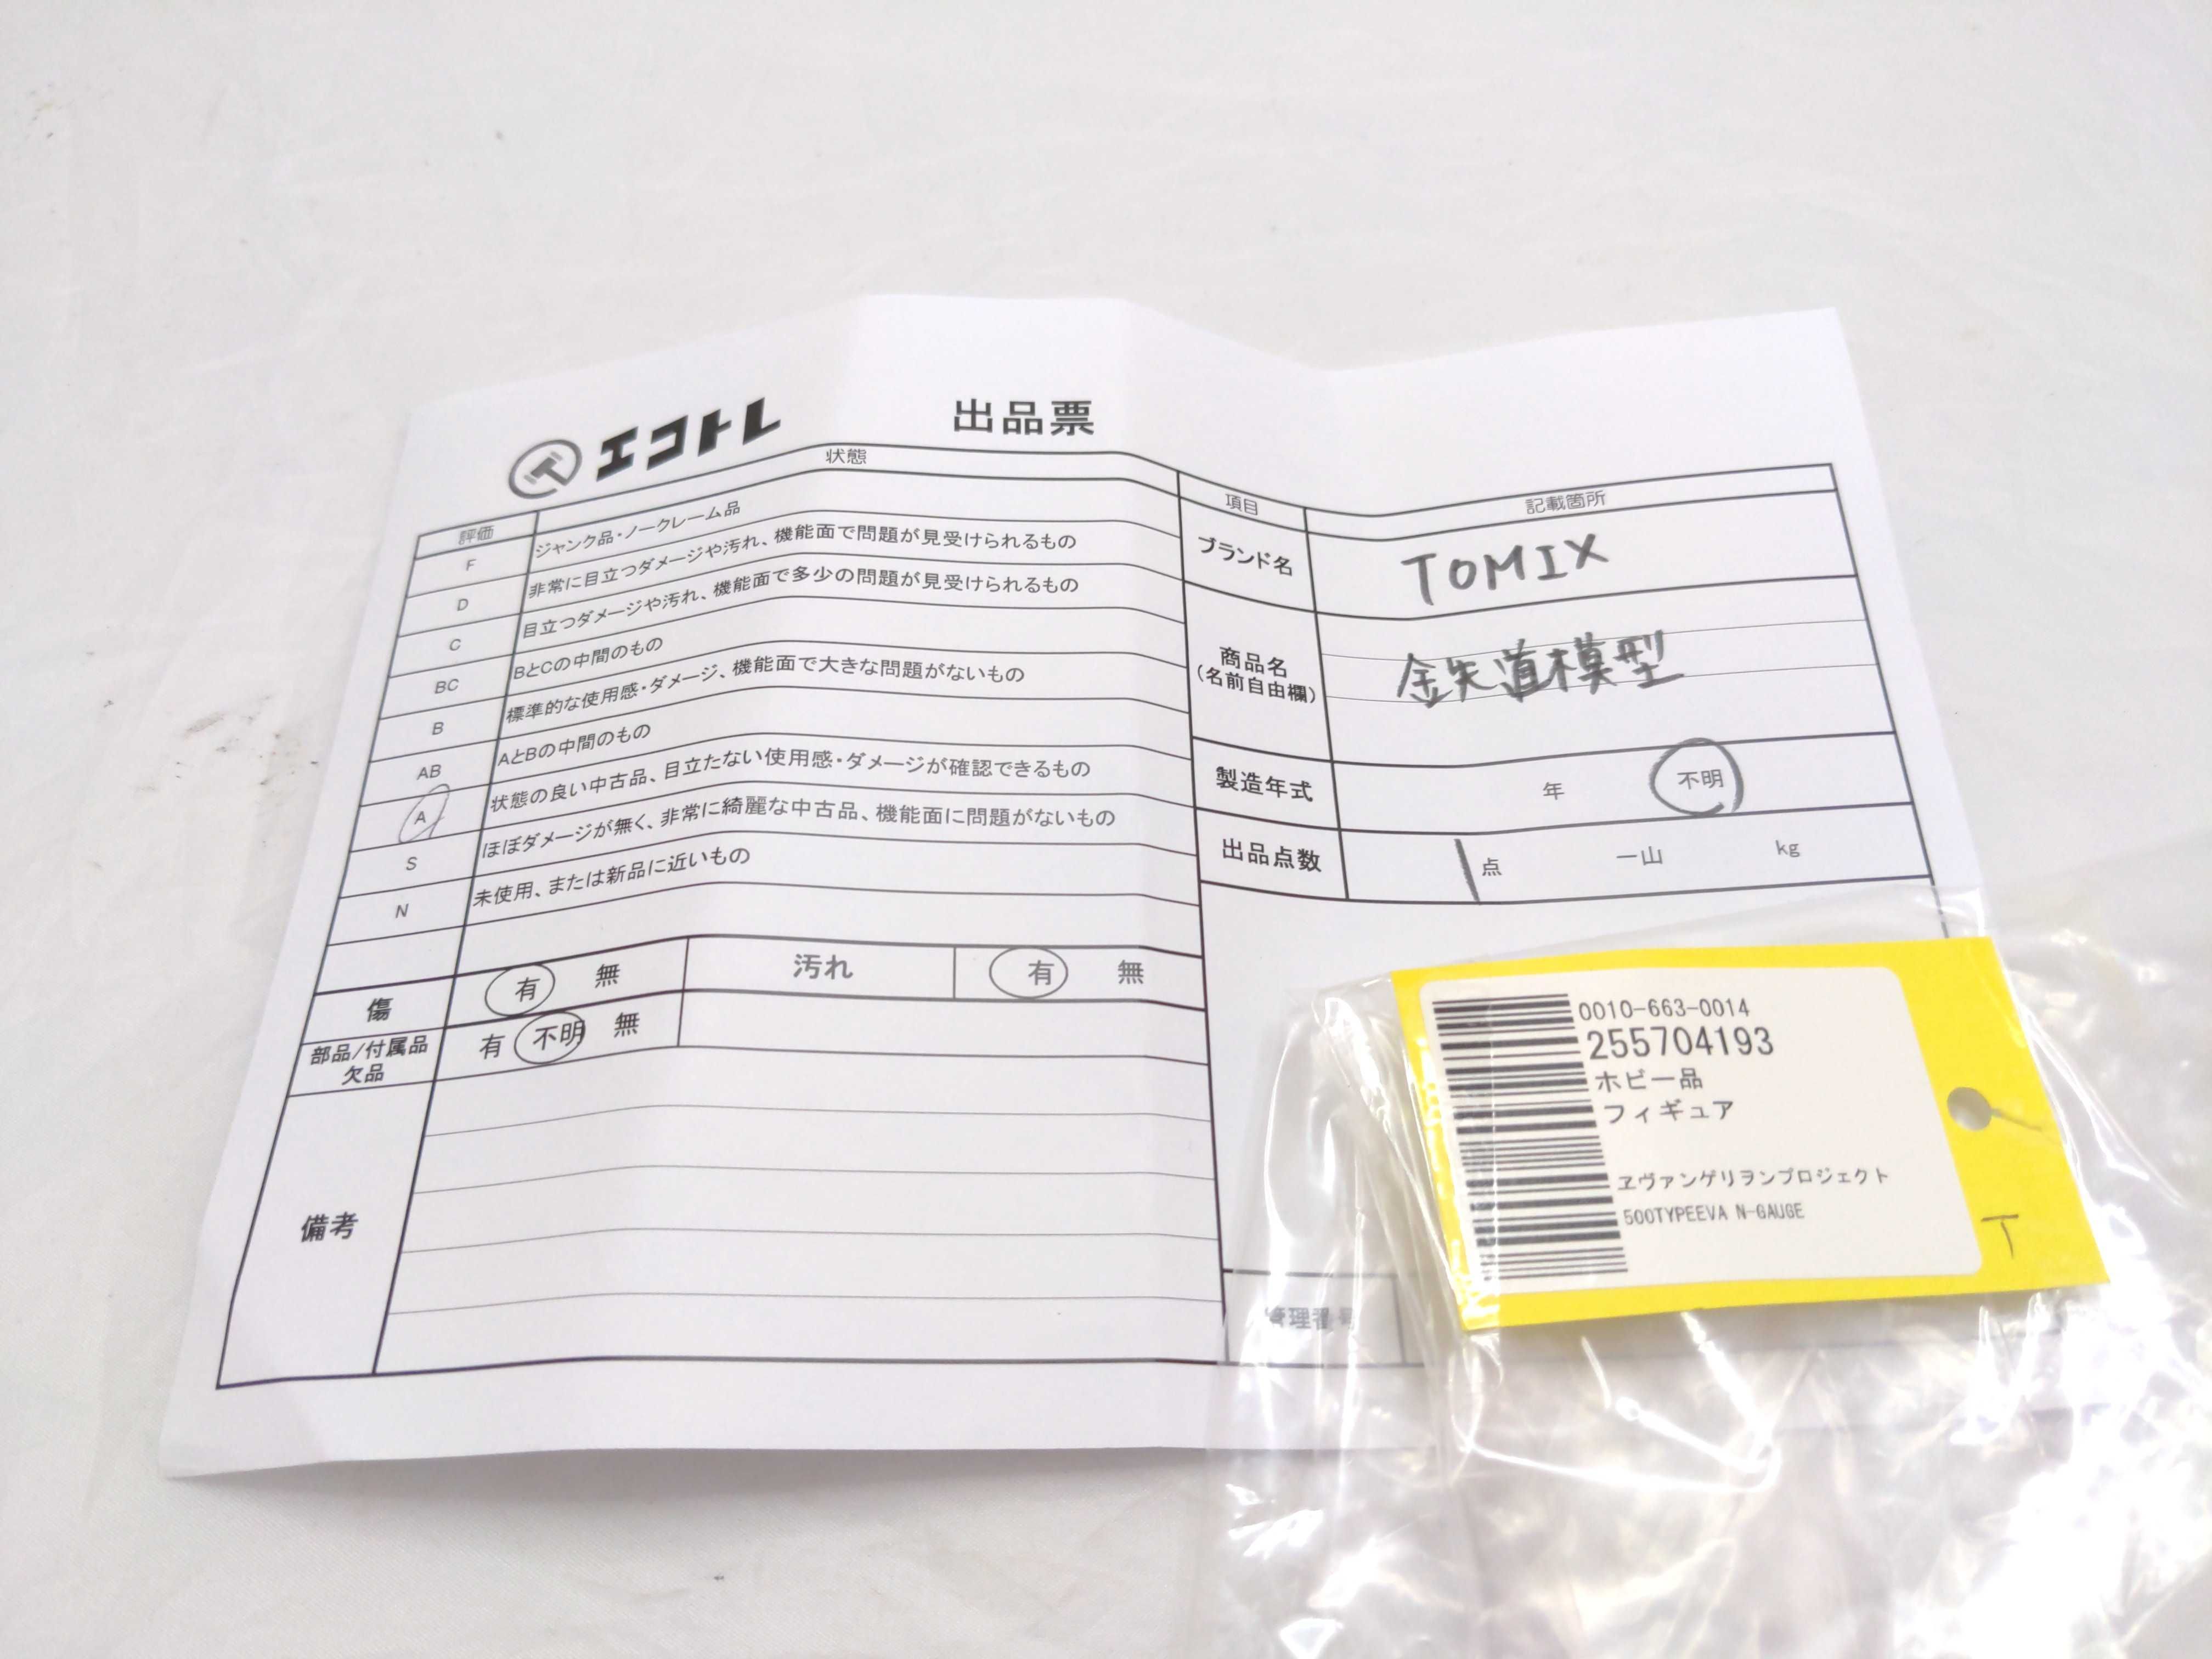 エコトレ
出品票
評価 状態
F ジャンク品・ノークレーム品
D 非常に目立つダメージや汚れ、機能面で問題が見受けられるもの
C 目立つダメージや汚れ、機能面で多少の問題が見受けられるもの
BC BとCの中間のもの
B 標準的な使用感・ダメージ、機能面で大きな問題がないもの
AB AとBの中間のもの
A 状態の良い中古品、目立たない使用感・ダメージが確認できるもの
S ほぼダメージが無く、非常に綺麗な中古品、機能面に問題がないもの
N 未使用、または新品に近いもの
傷 有 無 汚れ 有 無
部品/付属品
欠品
有 不明 無
備考
項目 記載箇所
ブランド名 TOMIX
商品名
(名前自由欄)
鉄道模型
製造年式 年 不明
出品点数 1 点 一山 kg
管理番号
0010-663-0014
255704193
ホビー品
フィギュア
ヱヴァンゲリヲンプロジェクト
500TYPEEVA N-GAUGE
T